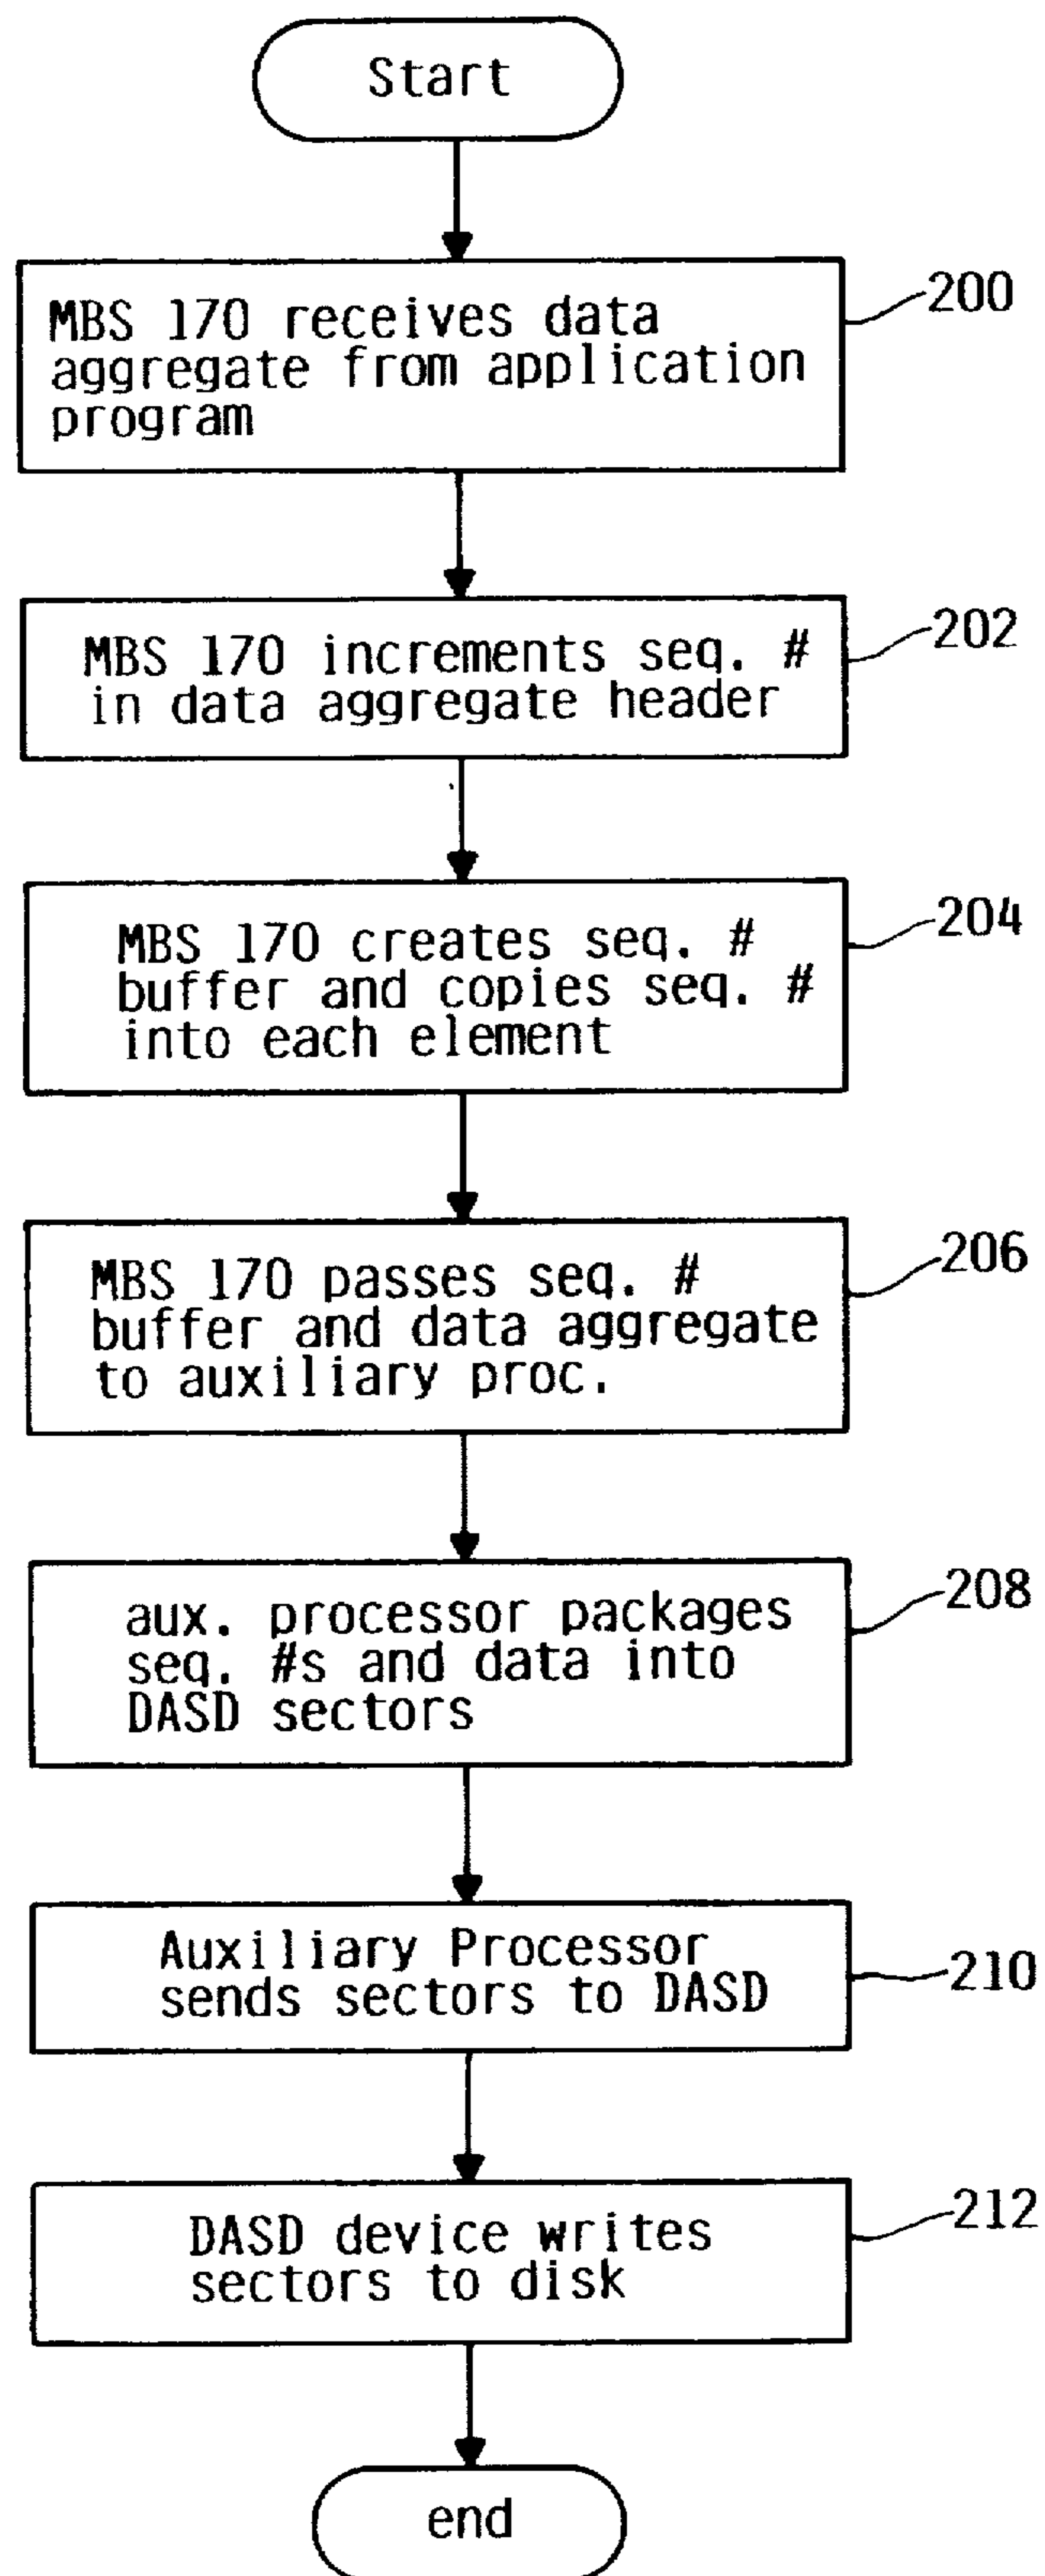 Start
MBS 170 receives data
aggregate from application
program
200
MBS 170 increments seq. #
in data aggregate header
202
MBS 170 creates seq. #
buffer and copies seq. #
into each element
204
MBS 170 passes seq. #
buffer and data aggregate
to auxiliary proc.
206
aux. processor packages
seq. #s and data into
DASD sectors
208
Auxiliary Processor
sends sectors to DASD
210
DASD device writes
sectors to disk
212
end